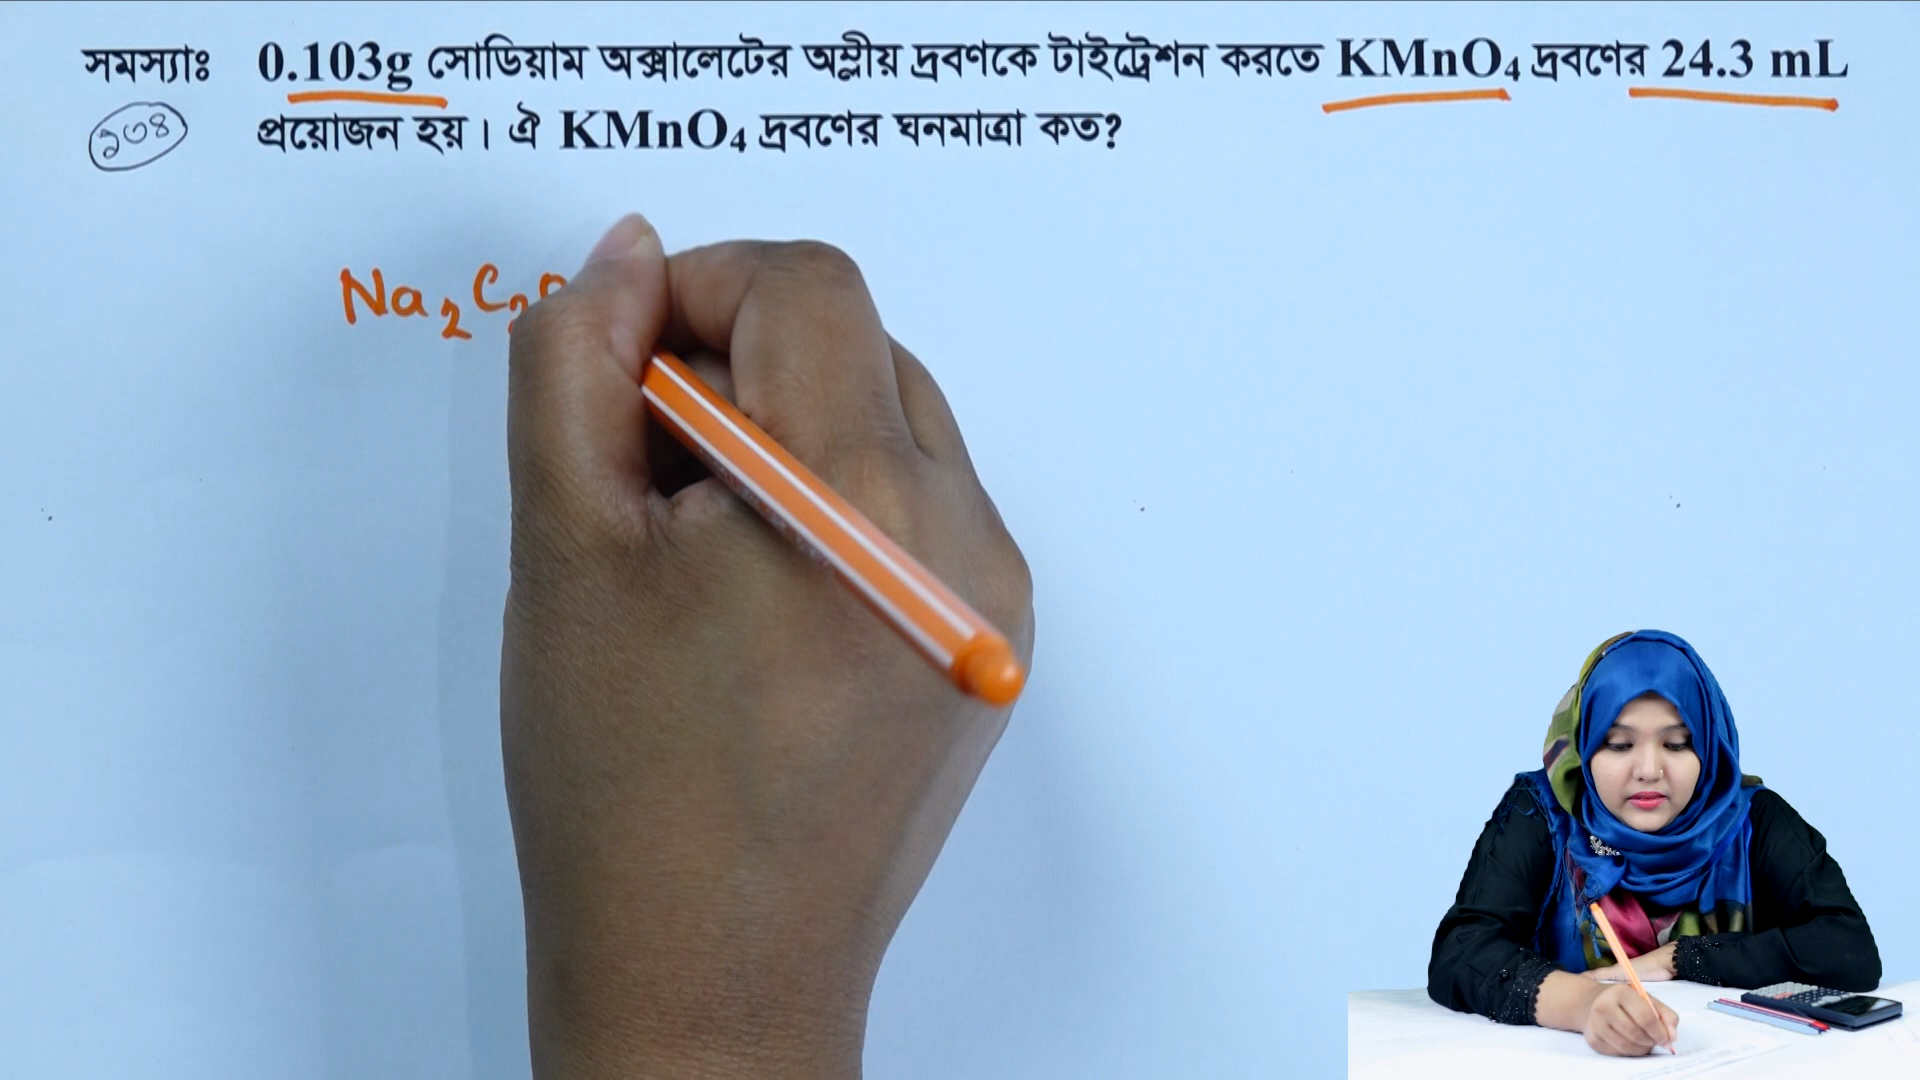 সমস্যাঃ 0.103g সোডিয়াম অক্সালেটের অম্লীয় দ্রবণকে টাইট্রেশন করতে KMnO₄ দ্রবণের 24.3 mL
প্রয়োজন হয়। ঐ KMnO₄ দ্রবণের ঘনমাত্রা কত?
Na₂C₂